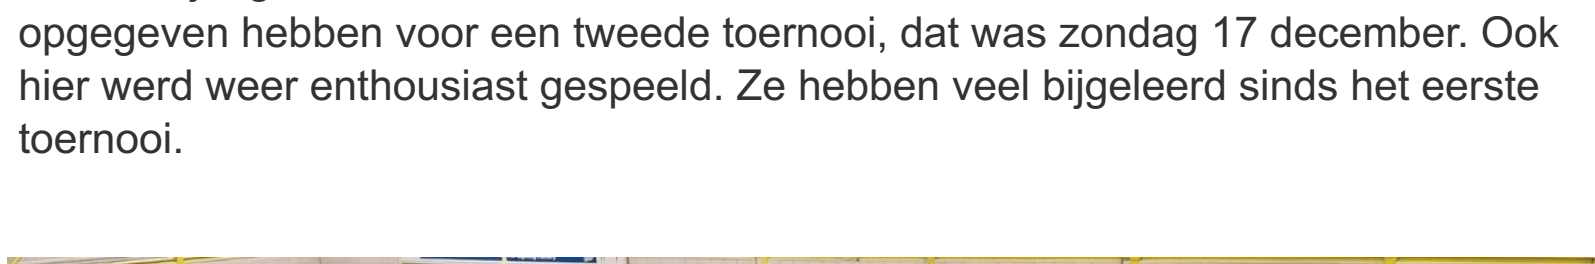 opgegeven hebben voor een tweede toernooi, dat was zondag 17 december. Ook
hier werd weer enthousiast gespeeld. Ze hebben veel bijgeleerd sinds het eerste
toernooi.